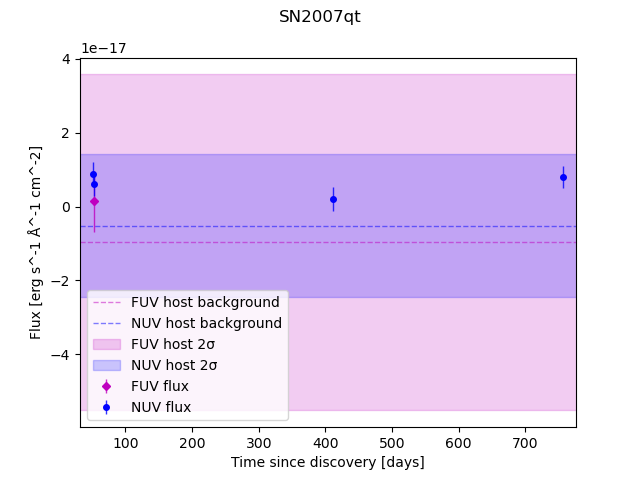 SN2007qt
1e−17
4
2
0
−2
−4
Flux [erg s^-1 Å^-1 cm^-2]
FUV host background
NUV host background
FUV host 2σ
NUV host 2σ
FUV flux
NUV flux
100 200 300 400 500 600 700
Time since discovery [days]